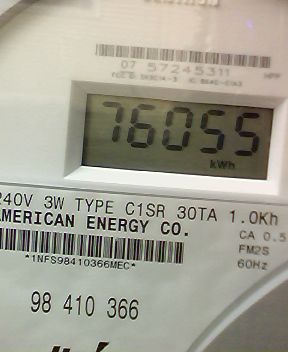 07 57245311
76055
kWh
240V 3W TYPE C1SR 30TA 1.0Kh
AMERICAN ENERGY CO.
CA 0.5
FM2S
60Hz
*1NFS98410366MEC*
98 410 366